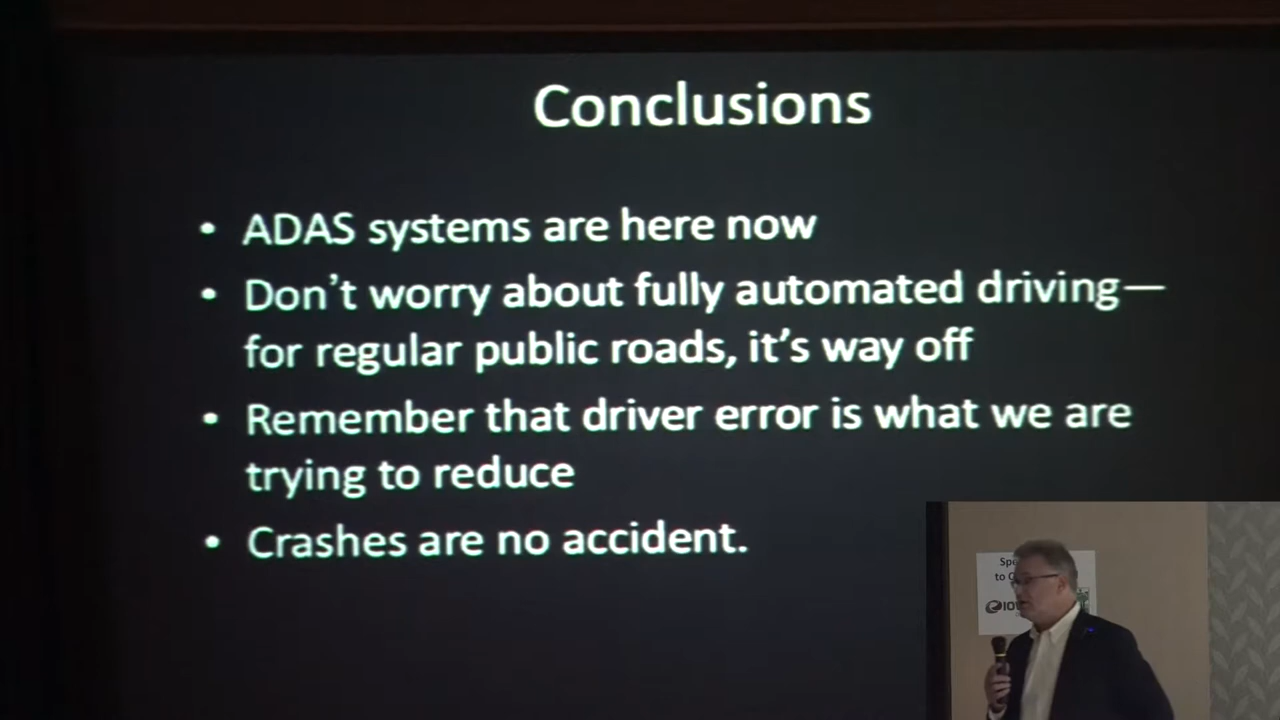 Conclusions
• ADAS systems are here now
• Don't worry about fully automated driving—
for regular public roads, it's way off
• Remember that driver error is what we are
trying to reduce
• Crashes are no accident.
to